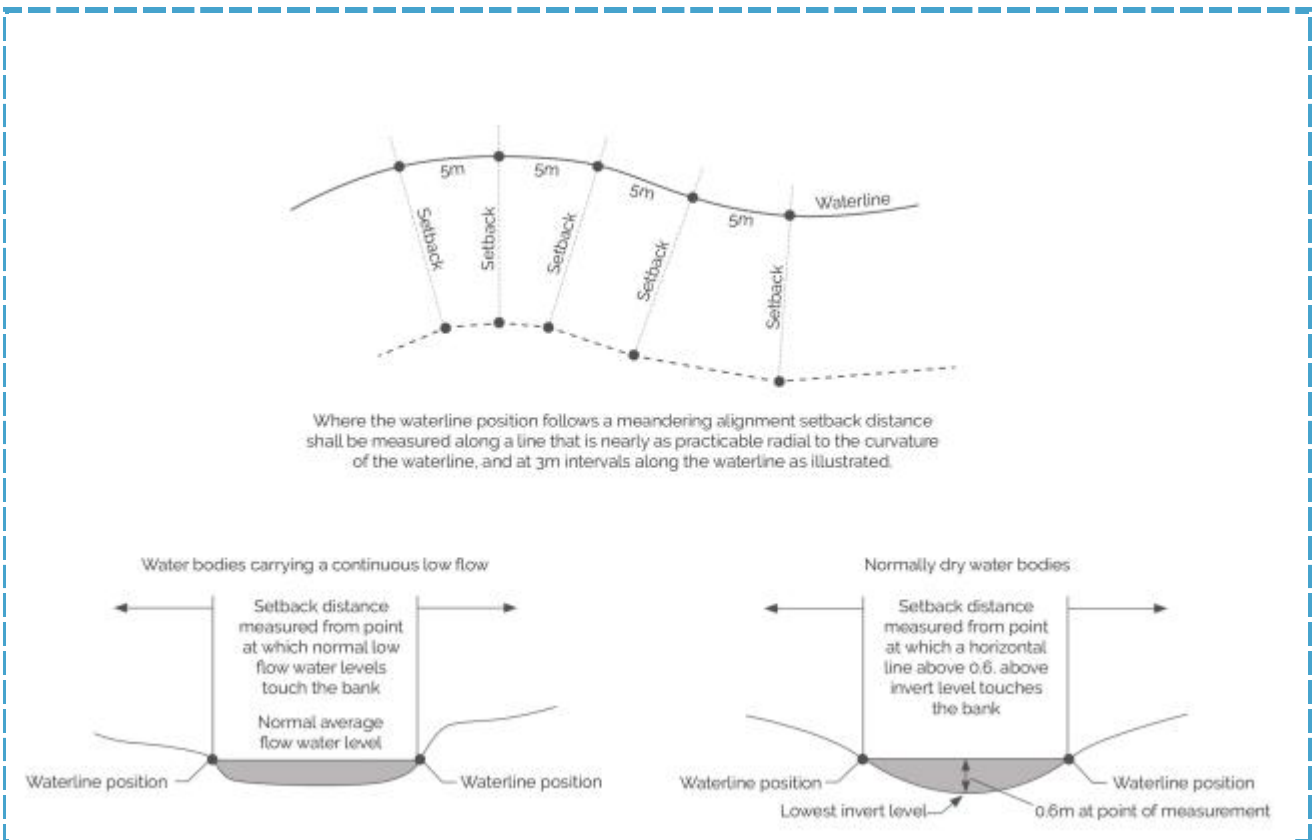 5m
5m
5m
5m
Waterline
Setback
Setback
Setback
Setback
Setback
Where the waterline position follows a meandering alignment setback distance
shall be measured along a line that is nearly as practicable radial to the curvature
of the waterline, and at 3m intervals along the waterline as illustrated.
Water bodies carrying a continuous low flow
Setback distance
measured from point
at which normal low
flow water levels
touch the bank
Normal average
flow water level
Waterline position
Waterline position
Normally dry water bodies
Setback distance
measured from point
at which a horizontal
line above 0.6. above
invert level touches
the bank
Waterline position
Waterline position
Lowest invert level
0.6m at point of measurement